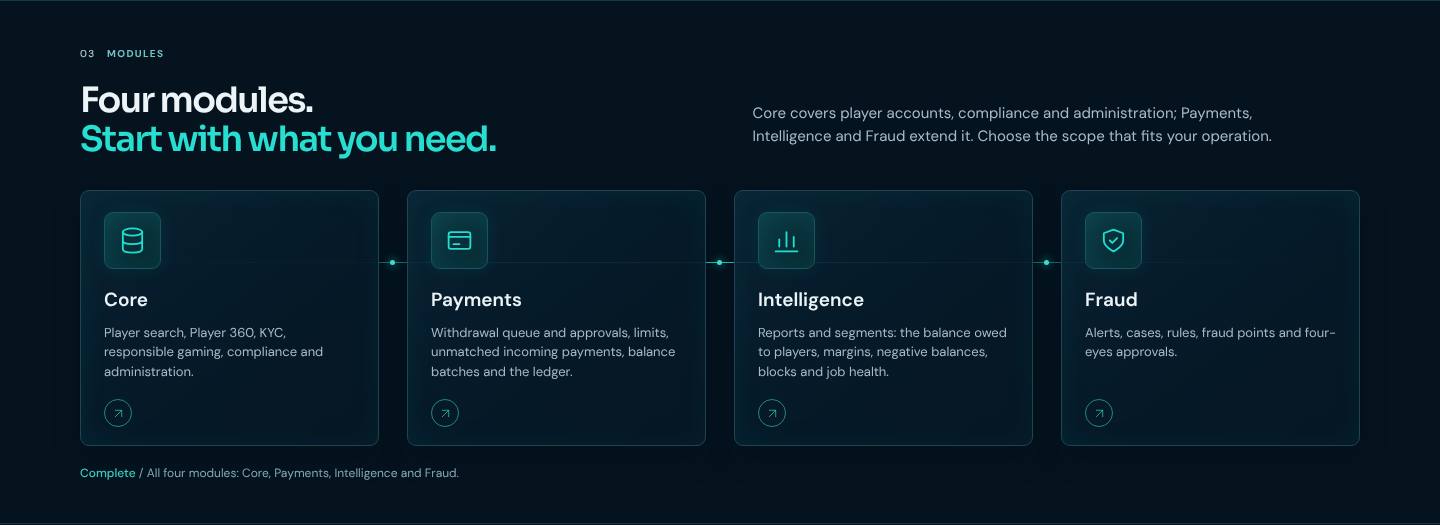 03 MODULES
Four modules.
Start with what you need.
Core covers player accounts, compliance and administration; Payments,
Intelligence and Fraud extend it. Choose the scope that fits your operation.
Core
Player search, Player 360, KYC,
responsible gaming, compliance and
administration.
Payments
Withdrawal queue and approvals, limits,
unmatched incoming payments, balance
batches and the ledger.
Intelligence
Reports and segments: the balance owed
to players, margins, negative balances,
blocks and job health.
Fraud
Alerts, cases, rules, fraud points and four-
eyes approvals.
Complete / All four modules: Core, Payments, Intelligence and Fraud.